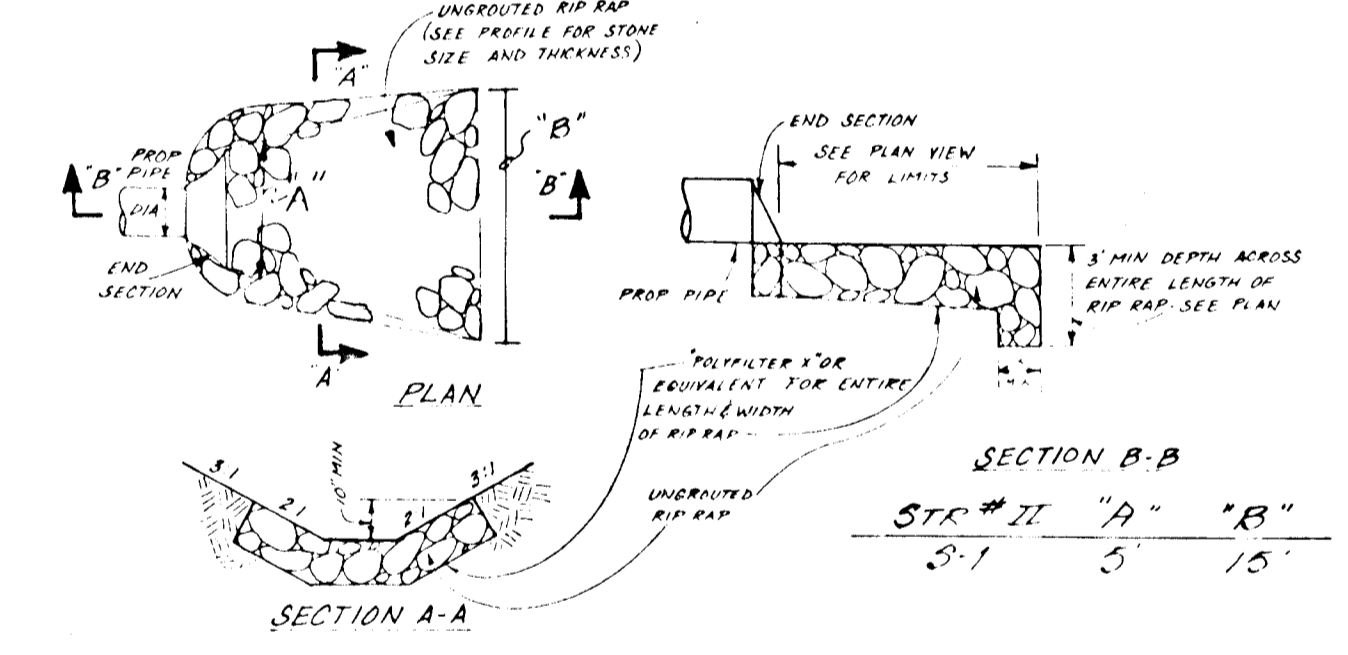 UNGROUTED RIP RAP
(SEE PROFILE FOR STONE
SIZE AND THICKNESS)
"A"
"B"
PROP
PIPE
"B"
DIA
"A"
"B"
END
SECTION
"A"
PLAN
END SECTION
SEE PLAN VIEW
FOR LIMITS
PROP PIPE
3' MIN DEPTH ACROSS
ENTIRE LENGTH OF
RIP RAP. SEE PLAN
"POLYFILTER X" OR
EQUIVALENT FOR ENTIRE
LENGTH & WIDTH
OF RIP RAP
SECTION B-B
3:1
2:1
MIN
2:1
3:1
UNGROUTED
RIP RAP
SECTION A-A
STR # II "A" "B"
S-1 5' 15'